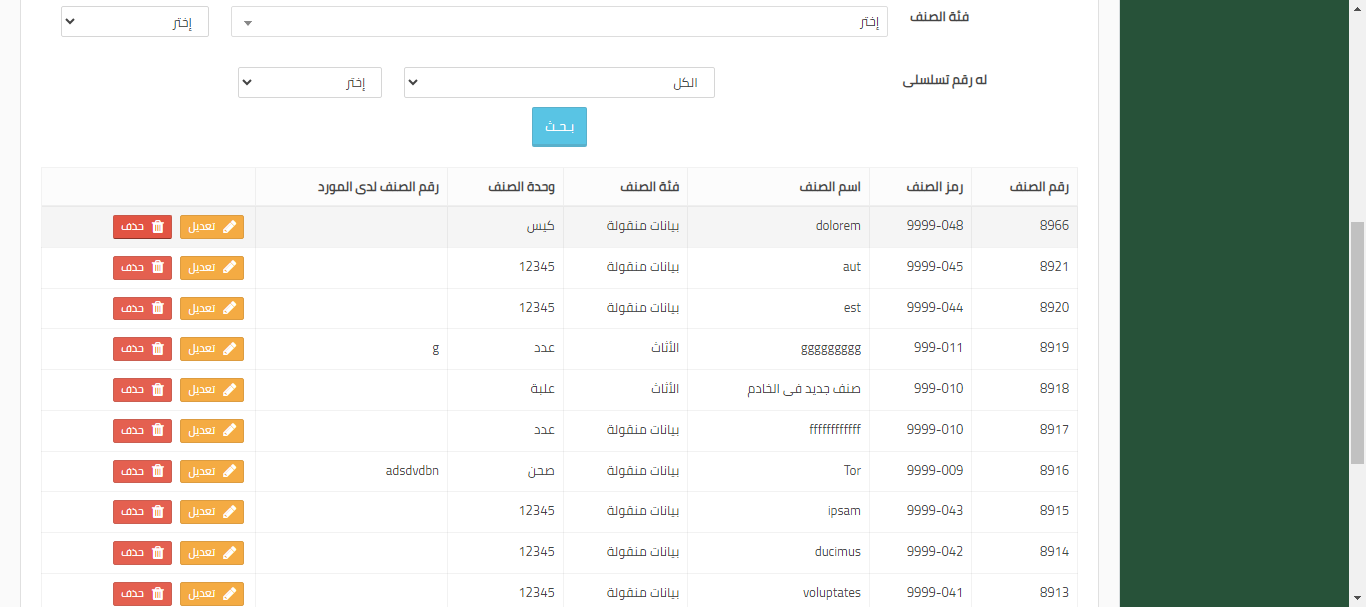 فئة الصنف إختر إختر
له رقم تسلسلى الكل إختر
بـحـث
رقم الصنف رمز الصنف اسم الصنف فئة الصنف وحدة الصنف رقم الصنف لدى المورد
8966 9999-048 dolorem بيانات منقولة كيس تعديل حذف
8921 9999-045 aut بيانات منقولة 12345 تعديل حذف
8920 9999-044 est بيانات منقولة 12345 تعديل حذف
8919 999-011 ggggggggg الأثاث عدد g تعديل حذف
8918 999-010 صنف جديد فى الخادم الأثاث علبة تعديل حذف
8917 9999-010 ffffffffffff بيانات منقولة عدد تعديل حذف
8916 9999-009 Tor بيانات منقولة صحن adsdvdbn تعديل حذف
8915 9999-043 ipsam بيانات منقولة 12345 تعديل حذف
8914 9999-042 ducimus بيانات منقولة 12345 تعديل حذف
8913 9999-041 voluptates بيانات منقولة 12345 تعديل حذف